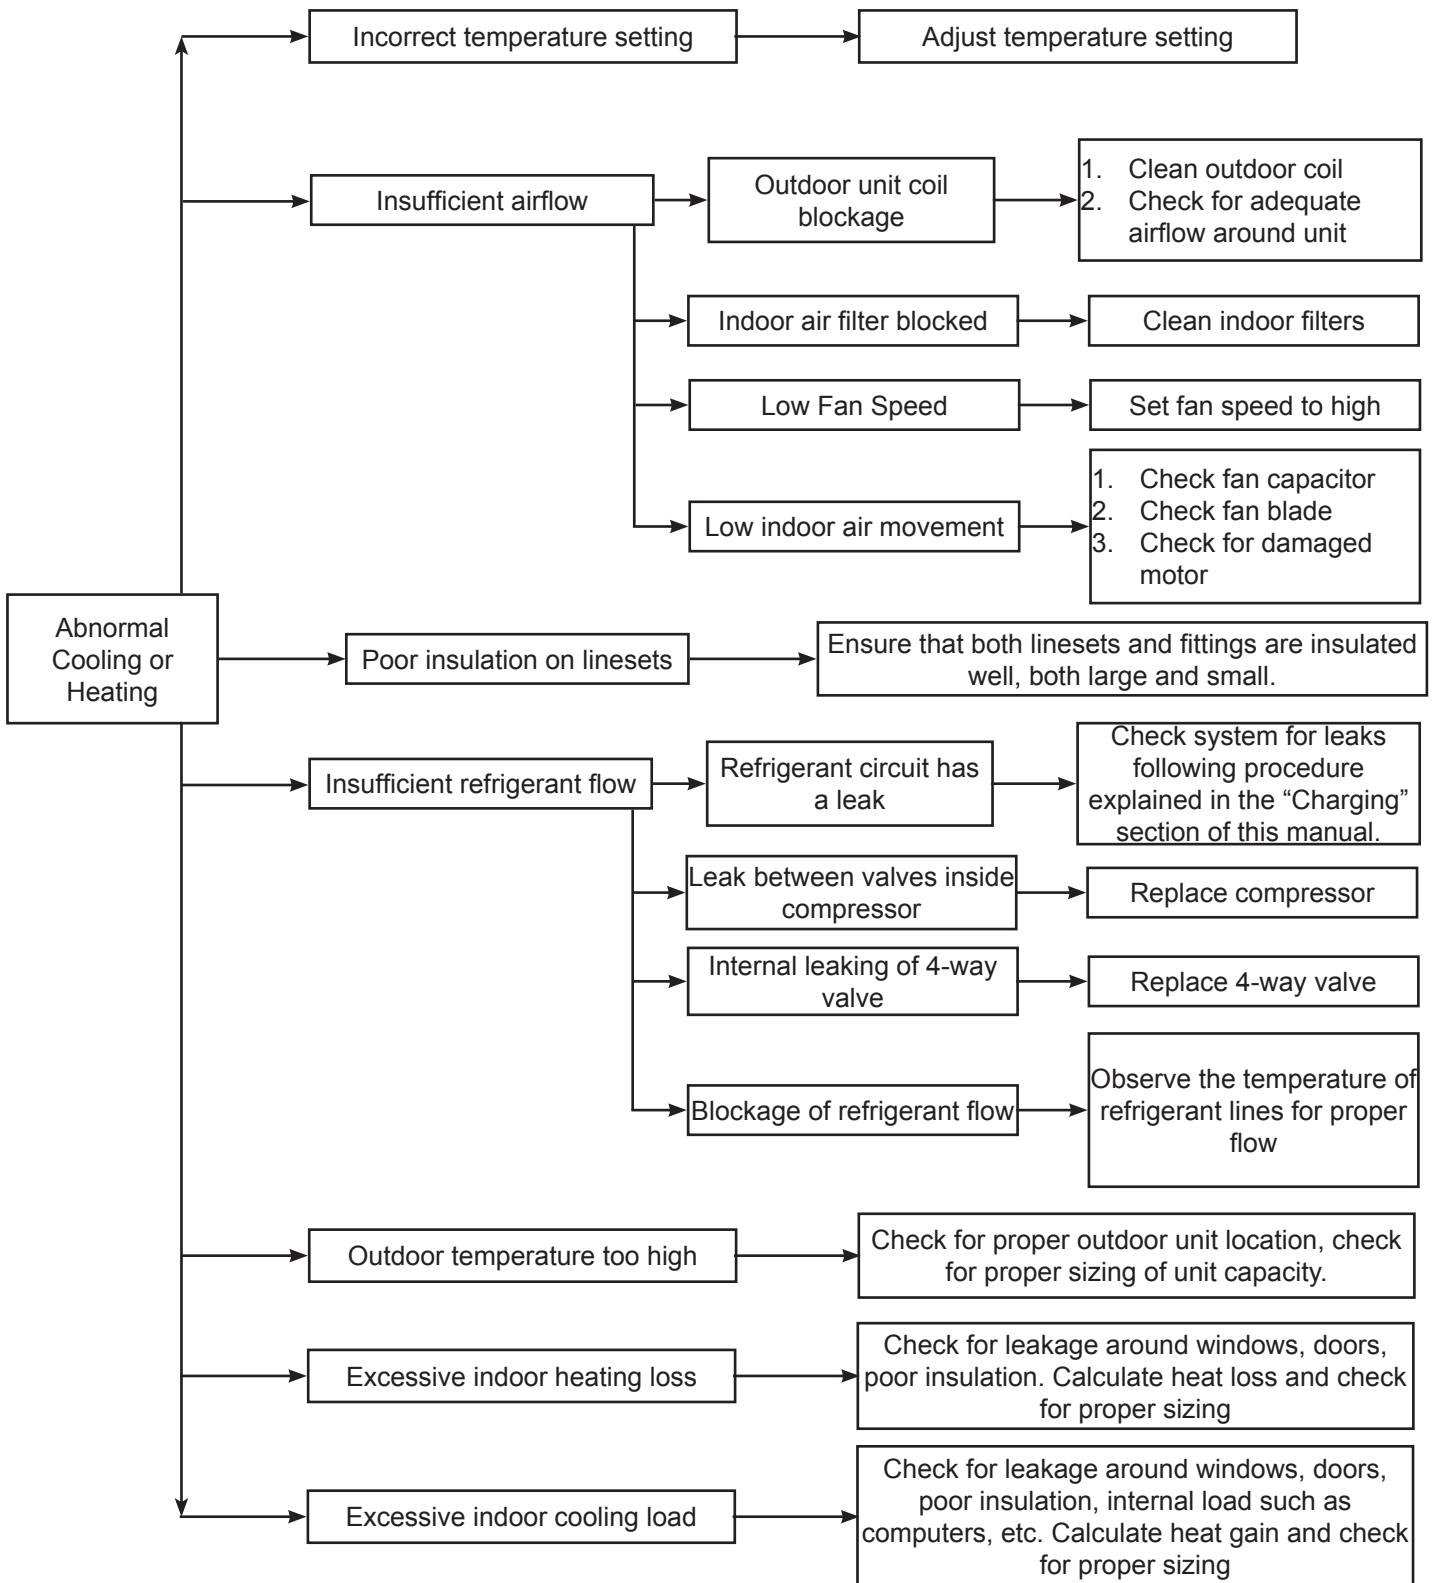 Incorrect temperature setting
Adjust temperature setting
Insufficient airflow
Outdoor unit coil
blockage
1. Clean outdoor coil
2. Check for adequate
airflow around unit
Indoor air filter blocked
Clean indoor filters
Low Fan Speed
Set fan speed to high
Low indoor air movement
1. Check fan capacitor
2. Check fan blade
3. Check for damaged
motor
Abnormal
Cooling or
Heating
Poor insulation on linesets
Ensure that both linesets and fittings are insulated
well, both large and small.
Insufficient refrigerant flow
Refrigerant circuit has
a leak
Check system for leaks
following procedure
explained in the “Charging”
section of this manual.
Leak between valves inside
compressor
Replace compressor
Internal leaking of 4-way
valve
Replace 4-way valve
Blockage of refrigerant flow
Observe the temperature of
refrigerant lines for proper
flow
Outdoor temperature too high
Check for proper outdoor unit location, check
for proper sizing of unit capacity.
Excessive indoor heating loss
Check for leakage around windows, doors,
poor insulation. Calculate heat loss and check
for proper sizing
Excessive indoor cooling load
Check for leakage around windows, doors,
poor insulation, internal load such as
computers, etc. Calculate heat gain and check
for proper sizing